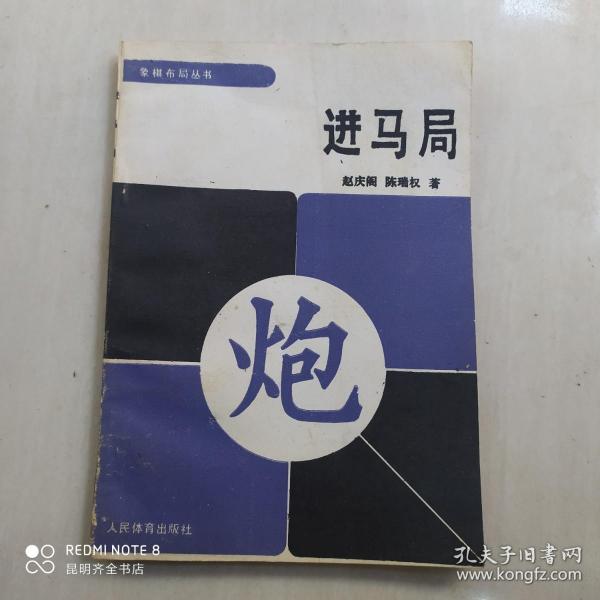 象棋布局丛书
进马局
赵庆阁 陈瑞权 著
炮
人民体育出版社
REDMI NOTE 8
昆明齐全书店
孔夫子旧书网
www.kongfz.com